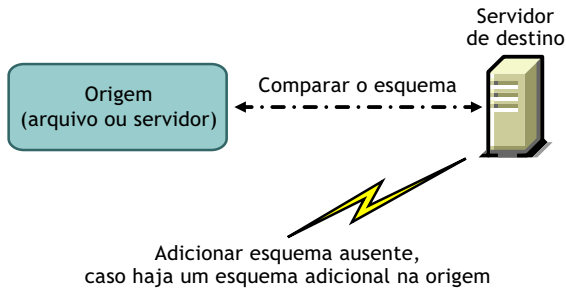 Servidor
de destino
Origem
(arquivo ou servidor)
Comparar o esquema
Adicionar esquema ausente,
caso haja um esquema adicional na origem